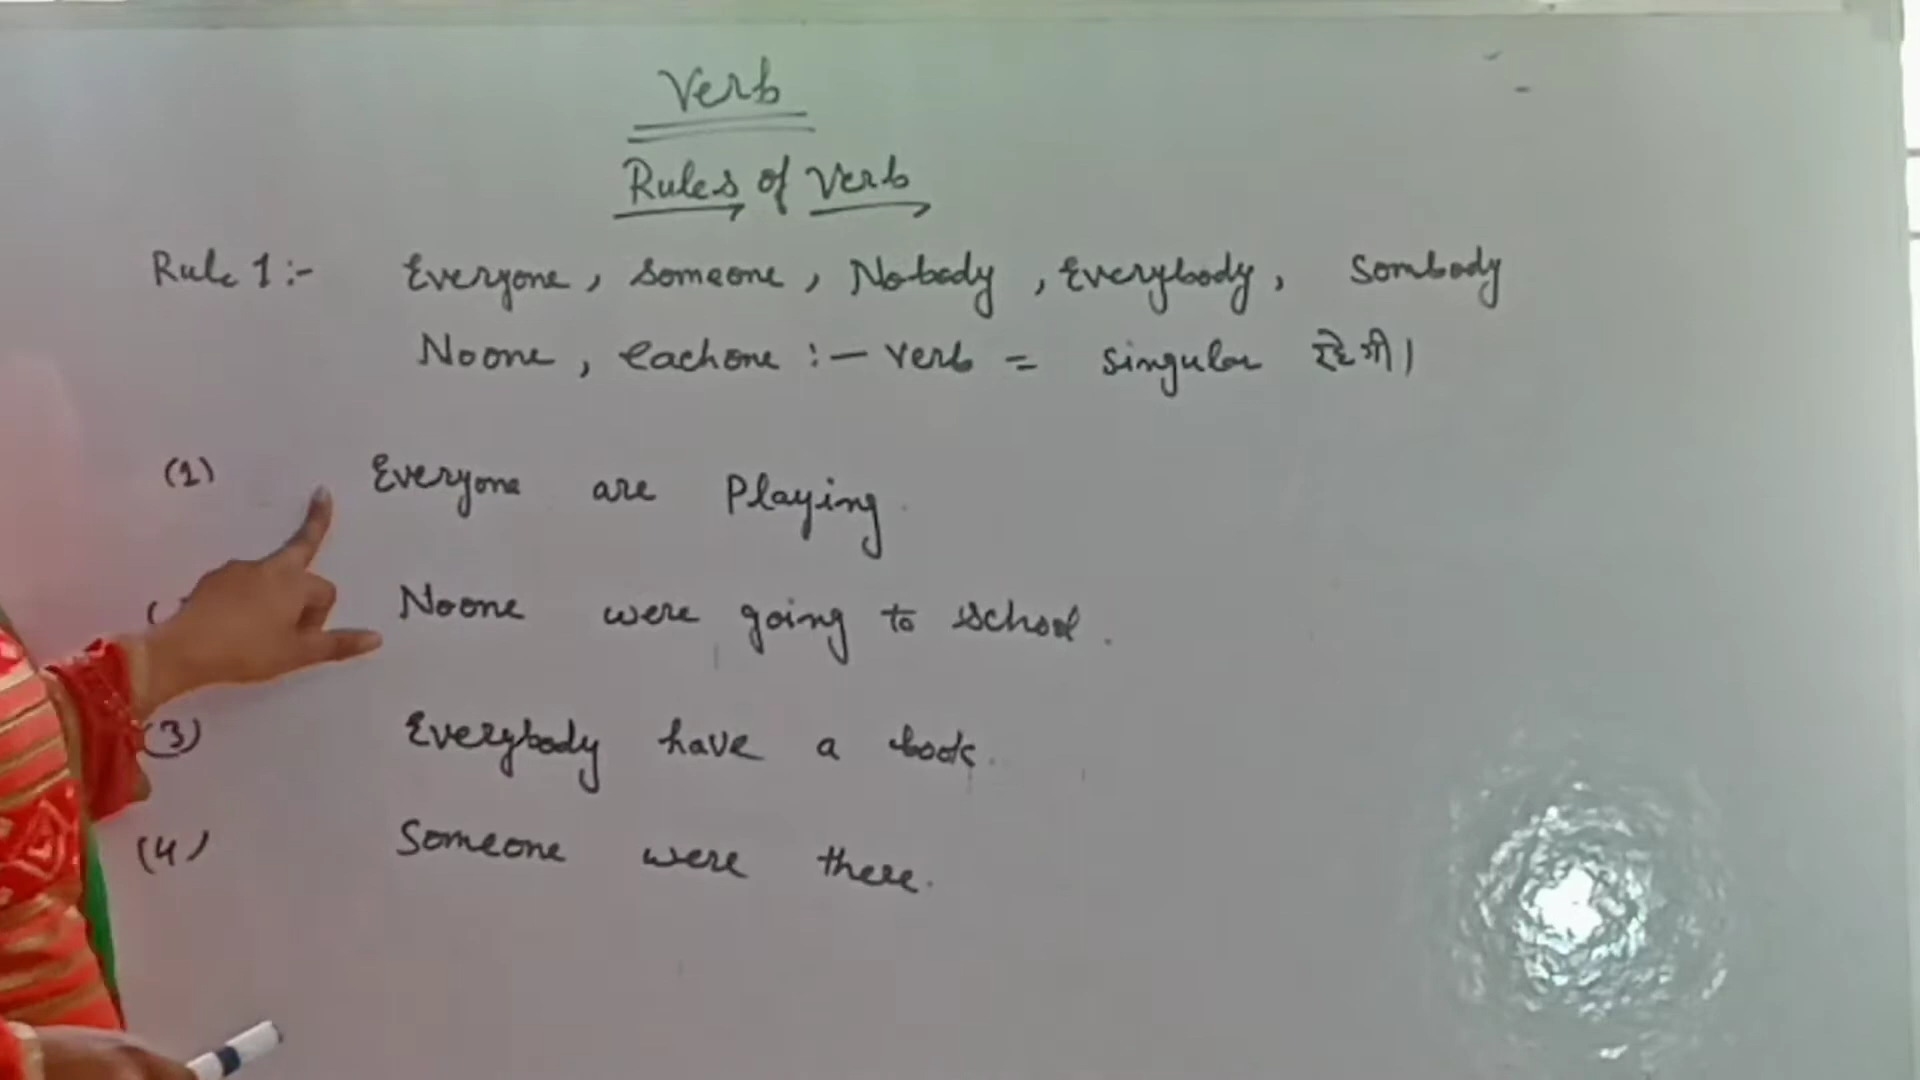 Verb
Rules of Verb
Rule 1:- Everyone, someone, Nobody, Everybody, Sombody
Noone, eachone :- verb = singular रहेगी।
(1) Everyone are Playing.
( Noone were going to school.
(3) Everybody have a book.
(4) Someone were there.